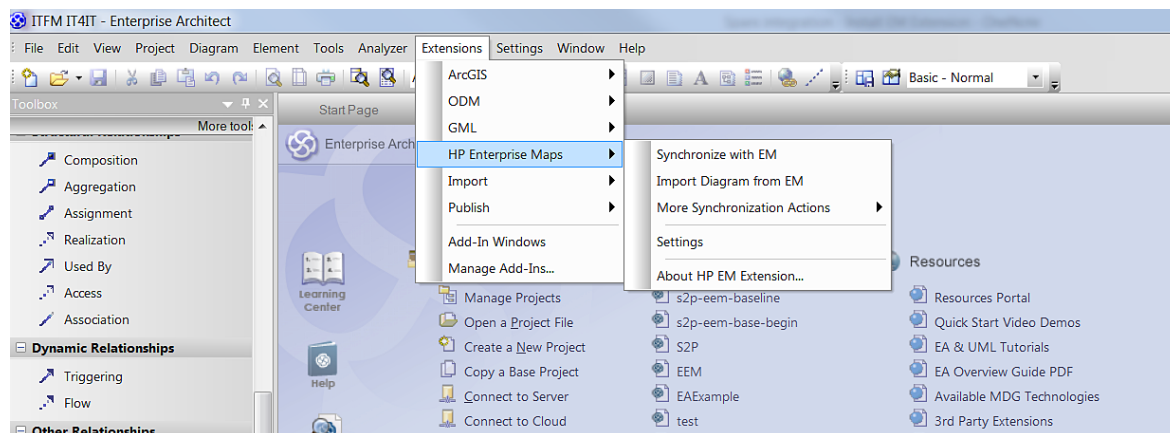 ITFM IT4IT - Enterprise Architect
File Edit View Project Diagram Element Tools Analyzer Extensions Settings Window Help
Basic - Normal
Toolbox
More tools
Composition
Aggregation
Assignment
Realization
Used By
Access
Association
Dynamic Relationships
Triggering
Flow
Other Relationships
Start Page
Enterprise Arch
ArcGIS
ODM
GML
HP Enterprise Maps
Import
Publish
Add-In Windows
Manage Add-Ins...
Synchronize with EM
Import Diagram from EM
More Synchronization Actions
Settings
About HP EM Extension...
Learning
Center
Help
Manage Projects
Open a Project File
Create a New Project
Copy a Base Project
Connect to Server
Connect to Cloud
s2p-eem-baseline
s2p-eem-base-begin
S2P
EEM
EAExample
test
Resources
Resources Portal
Quick Start Video Demos
EA & UML Tutorials
EA Overview Guide PDF
Available MDG Technologies
3rd Party Extensions